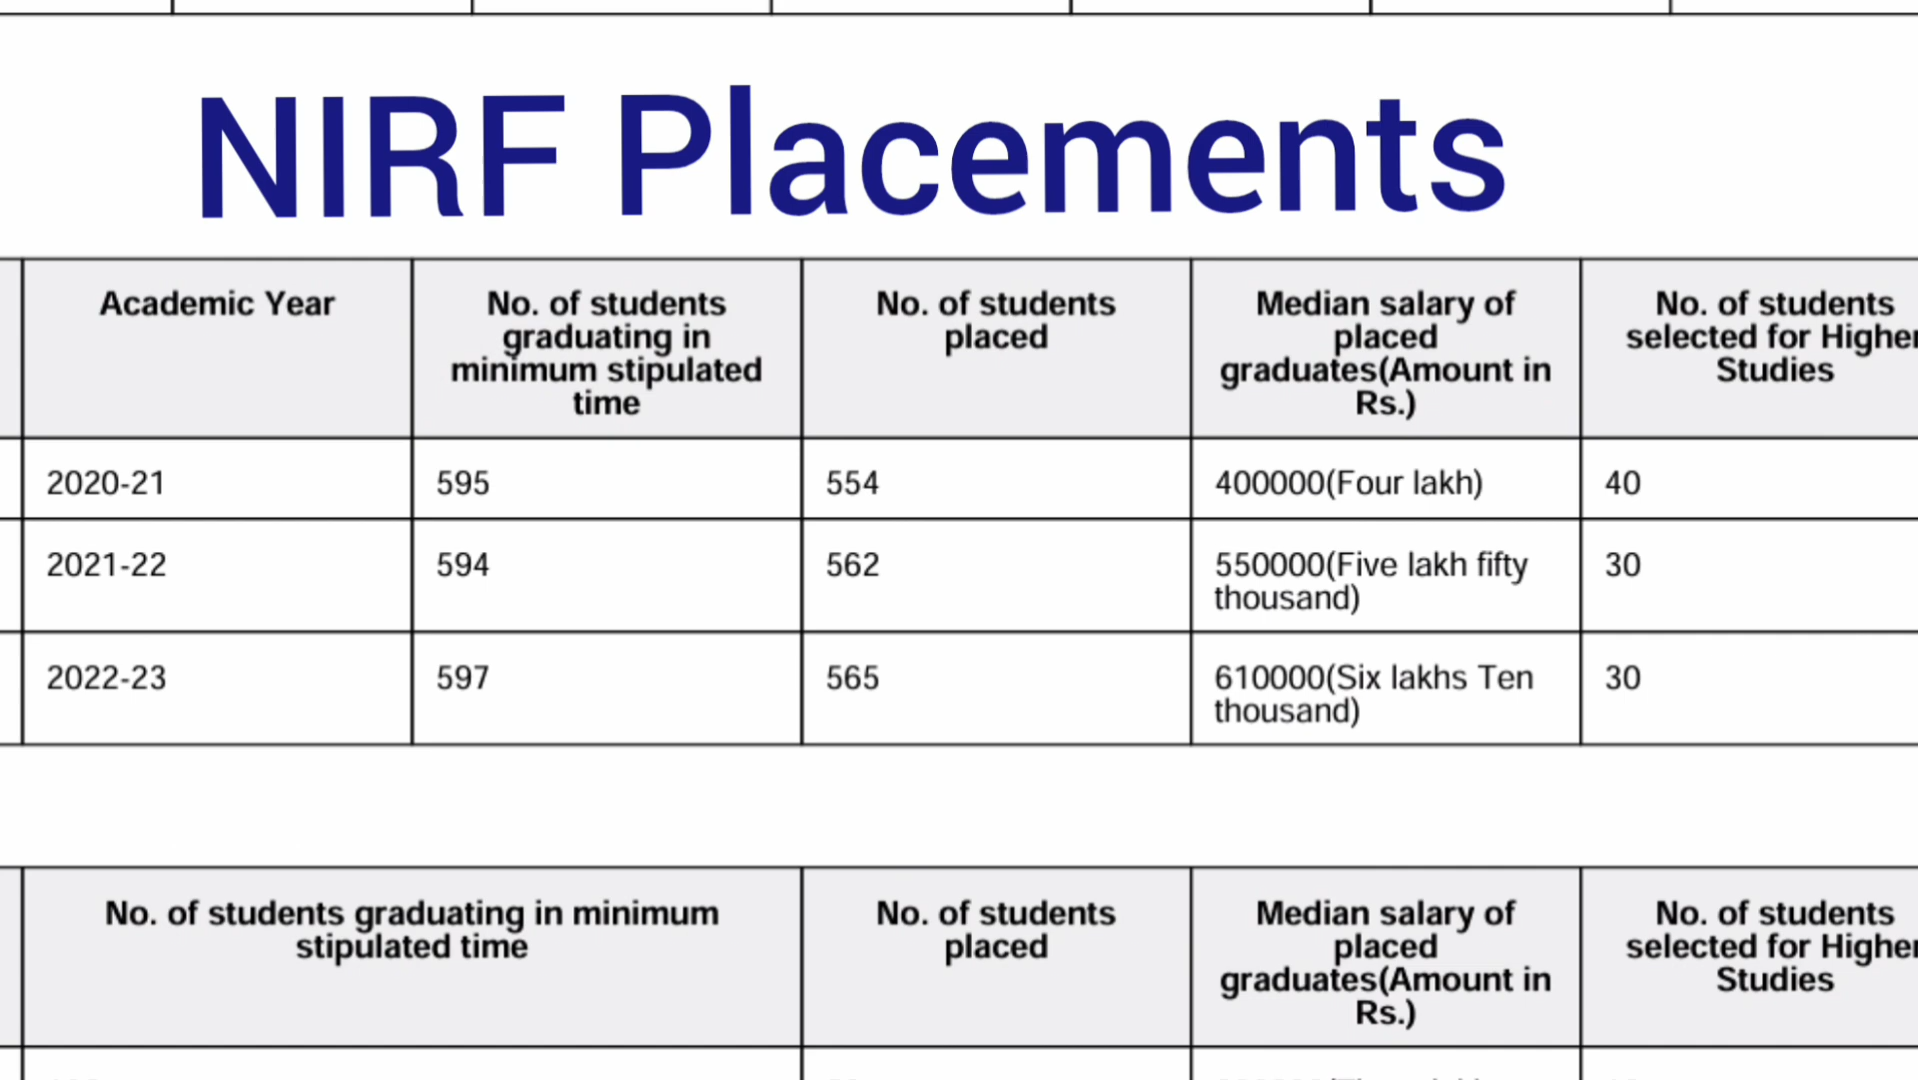 NIRF Placements
Academic Year
No. of students
graduating in
minimum stipulated
time
No. of students
placed
Median salary of
placed
graduates(Amount in
Rs.)
No. of students
selected for Higher
Studies
2020-21
595
554
400000(Four lakh)
40
2021-22
594
562
550000(Five lakh fifty
thousand)
30
2022-23
597
565
610000(Six lakhs Ten
thousand)
30
No. of students graduating in minimum
stipulated time
No. of students
placed
Median salary of
placed
graduates(Amount in
Rs.)
No. of students
selected for Higher
Studies